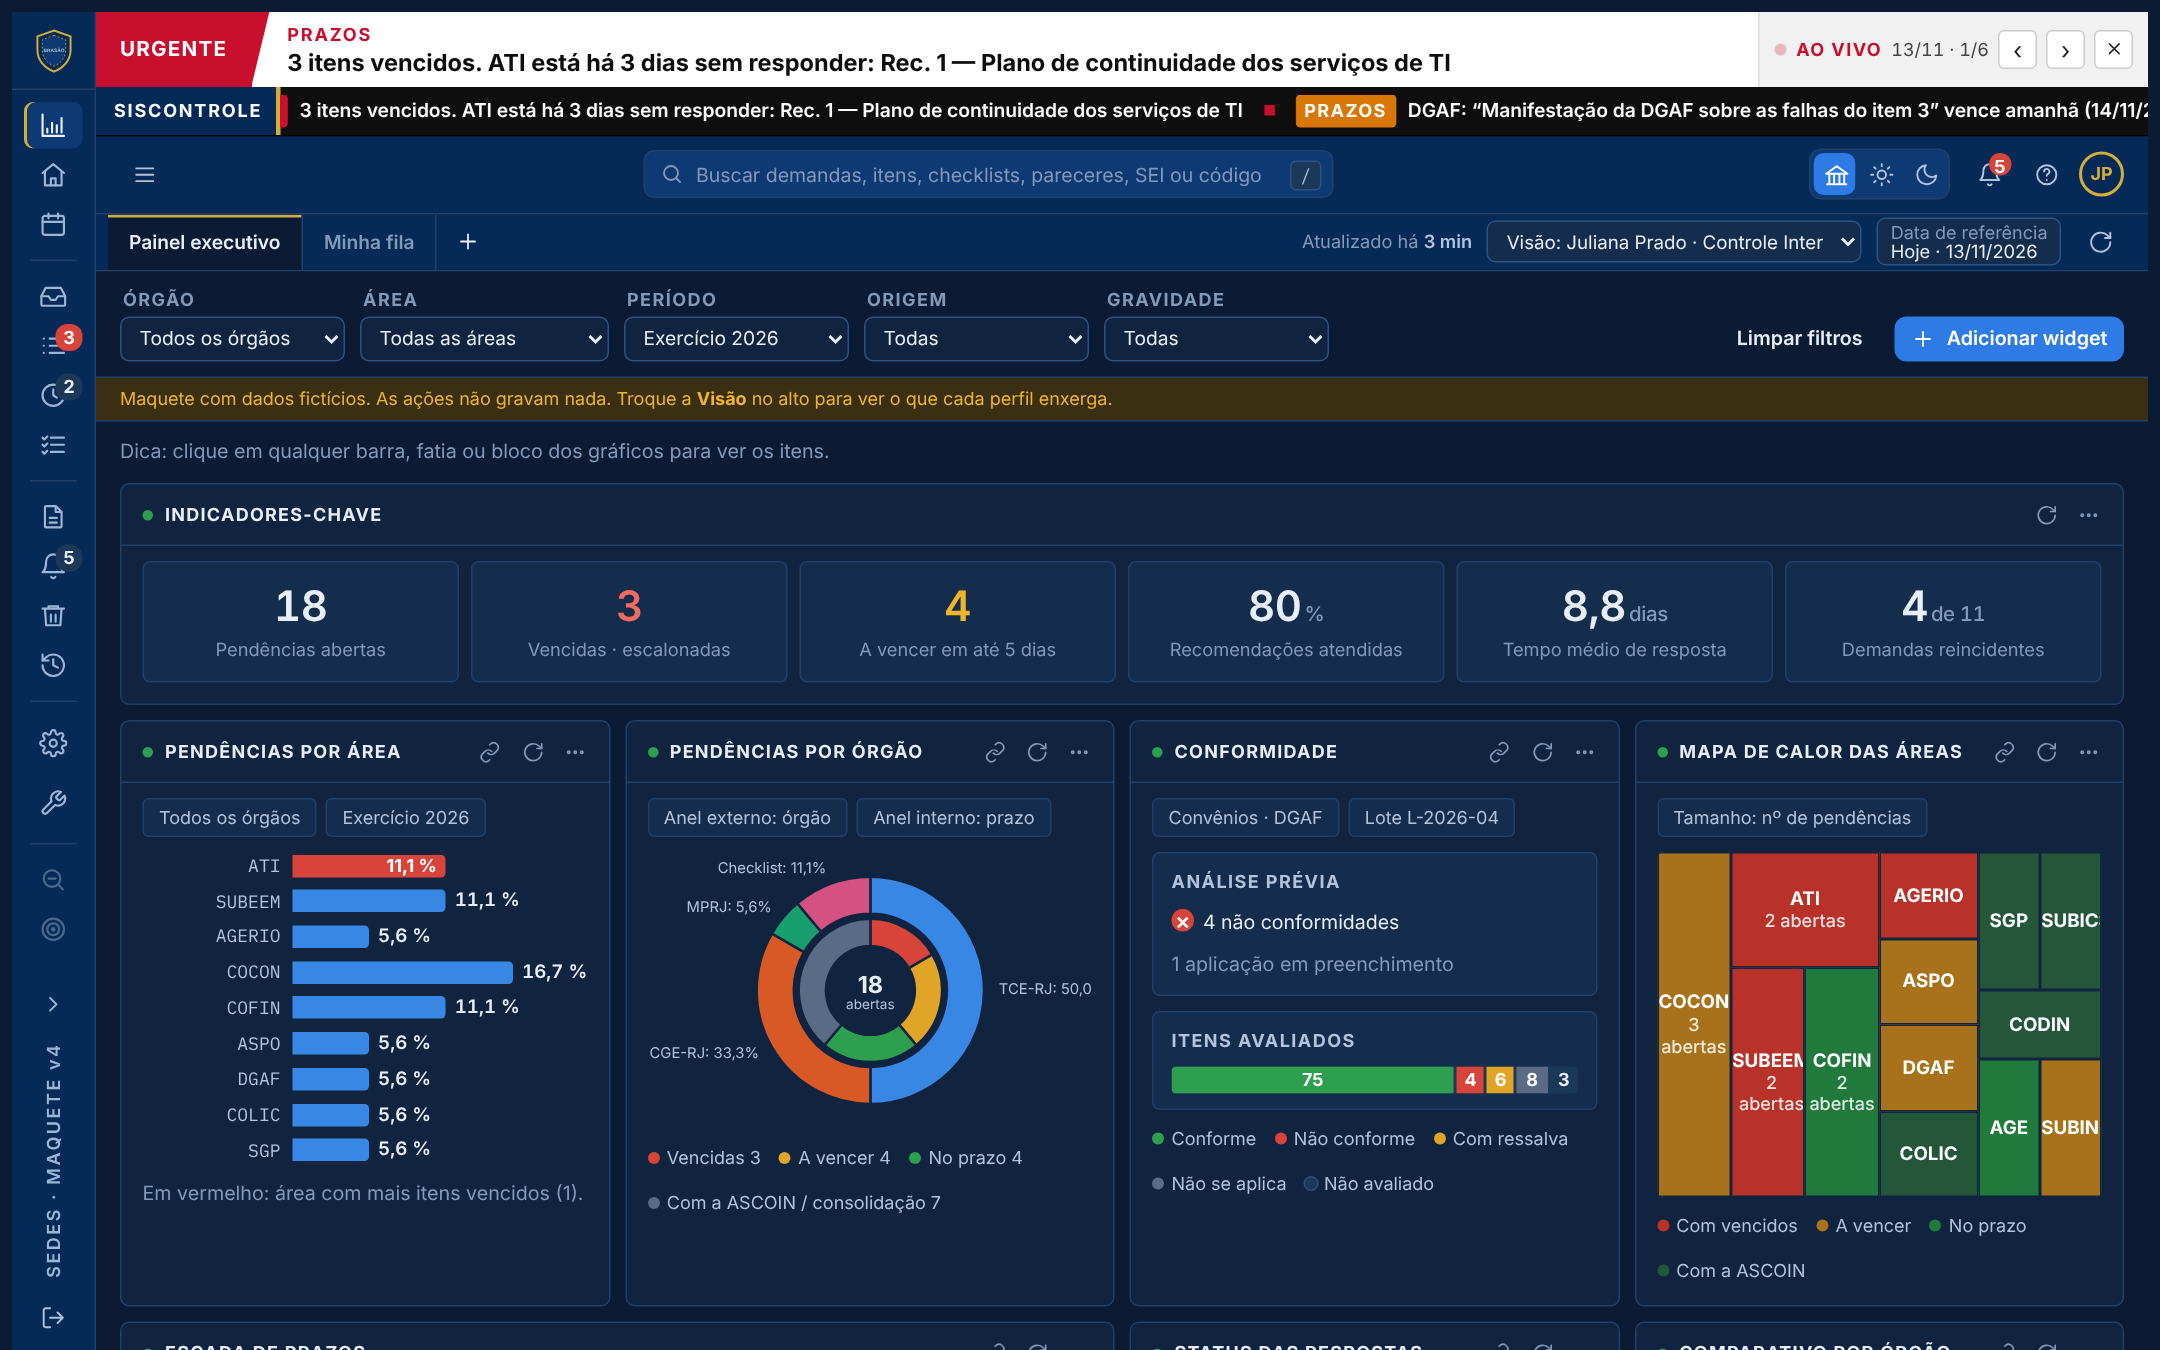 BRASÃO
URGENTE
PRAZOS
3 itens vencidos. ATI está há 3 dias sem responder: Rec. 1 — Plano de continuidade dos serviços de TI
AO VIVO 13/11 · 1/6
SISCONTROLE
3 itens vencidos. ATI está há 3 dias sem responder: Rec. 1 — Plano de continuidade dos serviços de TI
PRAZOS
DGAF: “Manifestação da DGAF sobre as falhas do item 3” vence amanhã (14/11/2
Buscar demandas, itens, checklists, pareceres, SEI ou código /
5
JP
Painel executivo
Minha fila
+
Atualizado há 3 min
Visão: Juliana Prado · Controle Inter
Data de referência
Hoje · 13/11/2026
ÓRGÃO
ÁREA
PERÍODO
ORIGEM
GRAVIDADE
Todos os órgãos
Todas as áreas
Exercício 2026
Todas
Todas
Limpar filtros
+ Adicionar widget
3
2
5
SEDES · MAQUETE v4
Maquete com dados fictícios. As ações não gravam nada. Troque a Visão no alto para ver o que cada perfil enxerga.
Dica: clique em qualquer barra, fatia ou bloco dos gráficos para ver os itens.
INDICADORES-CHAVE
18
Pendências abertas
3
Vencidas · escalonadas
4
A vencer em até 5 dias
80 %
Recomendações atendidas
8,8 dias
Tempo médio de resposta
4 de 11
Demandas reincidentes
PENDÊNCIAS POR ÁREA
Todos os órgãos
Exercício 2026
ATI 11,1 %
SUBEEM 11,1 %
AGERIO 5,6 %
COCON 16,7 %
COFIN 11,1 %
ASPO 5,6 %
DGAF 5,6 %
COLIC 5,6 %
SGP 5,6 %
Em vermelho: área com mais itens vencidos (1).
PENDÊNCIAS POR ÓRGÃO
Anel externo: órgão
Anel interno: prazo
Checklist: 11,1%
MPRJ: 5,6%
18
abertas
TCE-RJ: 50,0
CGE-RJ: 33,3%
Vencidas 3
A vencer 4
No prazo 4
Com a ASCOIN / consolidação 7
CONFORMIDADE
Convênios · DGAF
Lote L-2026-04
ANÁLISE PRÉVIA
4 não conformidades
1 aplicação em preenchimento
ITENS AVALIADOS
75 4 6 8 3
Conforme
Não conforme
Com ressalva
Não se aplica
Não avaliado
MAPA DE CALOR DAS ÁREAS
Tamanho: nº de pendências
COCON
3
abertas
ATI
2 abertas
SUBEEM
2
abertas
COFIN
2
abertas
AGERIO
ASPO
DGAF
COLIC
SGP
SUBIC
CODIN
AGE
SUBIN
Com vencidos
A vencer
No prazo
Com a ASCOIN
ESCADA DE PRAZOS
STATUS DAS RESPOSTAS
COMPARATIVO POR ÓRGÃO